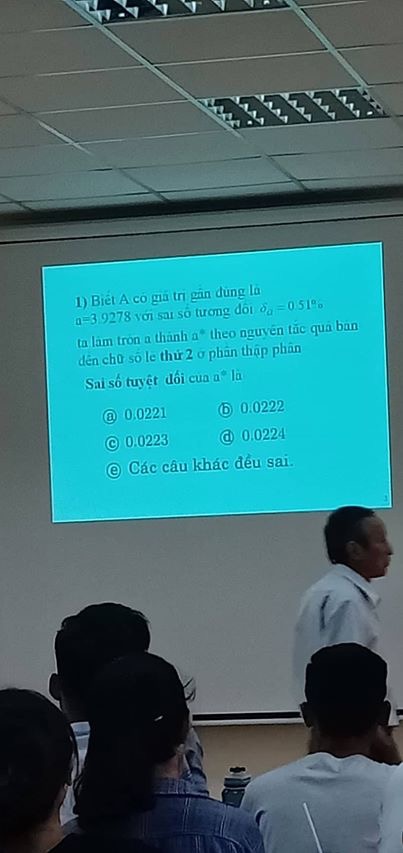 1) Biết A có giá trị gần đúng là
a=3.9278 với sai số tương đối δa = 0.51%
ta làm tròn a thành a* theo nguyên tắc quá bán
đến chữ số lẻ thứ 2 ở phần thập phân
Sai số tuyệt đối của a* là
ⓐ 0.0221 ⓑ 0.0222
ⓒ 0.0223 ⓓ 0.0224
ⓔ Các câu khác đều sai.